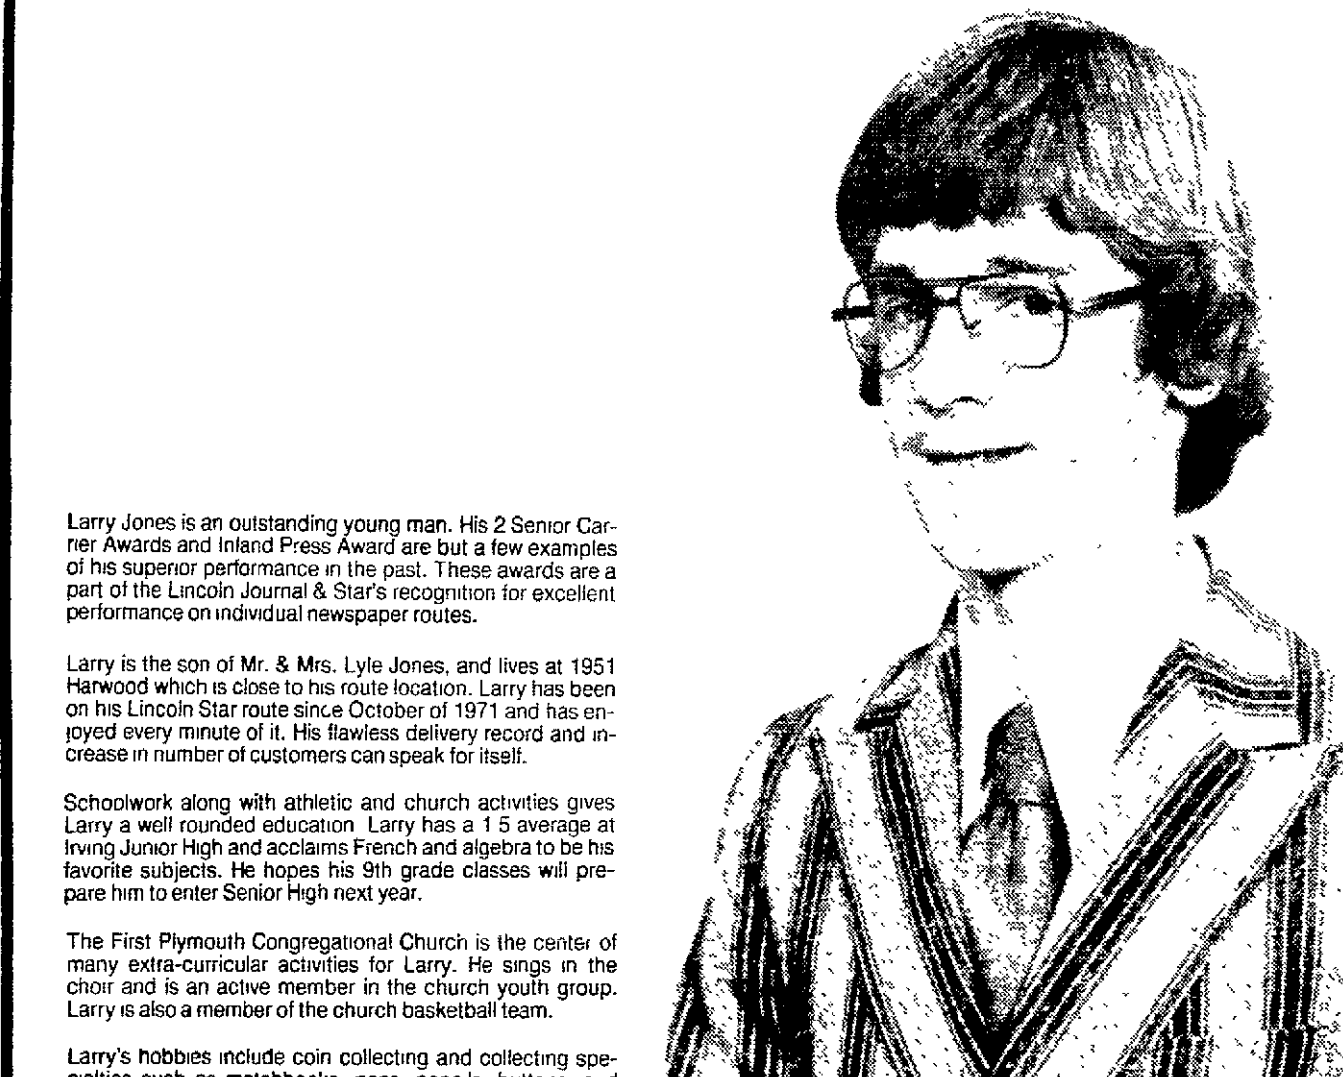 Larry Jones is an outstanding young man. His 2 Senior Car-
rier Awards and Inland Press Award are but a few examples
of his superior performance in the past. These awards are a
part of the Lincoln Journal & Star's recognition for excellent
performance on individual newspaper routes.
Larry is the son of Mr. & Mrs. Lyle Jones, and lives at 1951
Harwood which is close to his route location. Larry has been
on his Lincoln Star route since October of 1971 and has en-
joyed every minute of it. His flawless delivery record and in-
crease in number of customers can speak for itself.
Schoolwork along with athletic and church activities gives
Larry a well rounded education Larry has a 1 5 average at
Irving Junior High and acclaims French and algebra to be his
favorite subjects. He hopes his 9th grade classes will pre-
pare him to enter Senior High next year.
The First Plymouth Congregational Church is the center of
many extra-curricular activities for Larry. He sings in the
choir and is an active member in the church youth group.
Larry is also a member of the church basketball team.
Larry's hobbies include coin collecting and collecting spe-